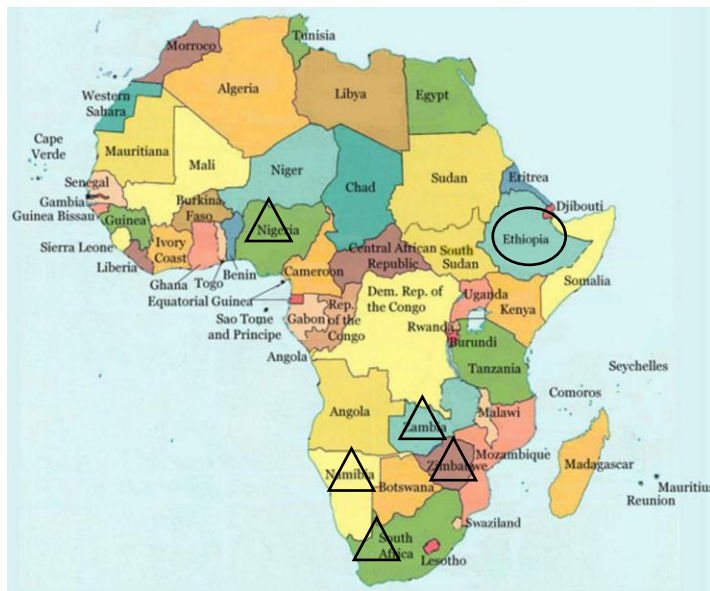 Tunisia
Morroco
Algeria
Libya
Egypt
Western
Sahara
Cape
Verde
Mauritiana
Mali
Niger
Chad
Sudan
Eritrea
Senegal
Gambia
Guinea Bissau
Guinea
Burkina
Faso
Nigeria
Djibouti
Ethiopia
Sierra Leone
Ivory
Coast
Liberia
Ghana
Togo
Benin
Cameroon
Central African
Republic
South
Sudan
Somalia
Equatorial Guinea
Sao Tome
and Principe
Gabon
Rep.
of the
Congo
Dem. Rep. of
the Congo
Uganda
Kenya
Rwanda
Burundi
Angola
Tanzania
Seychelles
Comoros
Angola
Zambia
Malawi
Mozambique
Zimbabwe
Namibia
Botswana
Madagascar
Mauritiu
Reunion
Swaziland
South
Africa
Lesotho